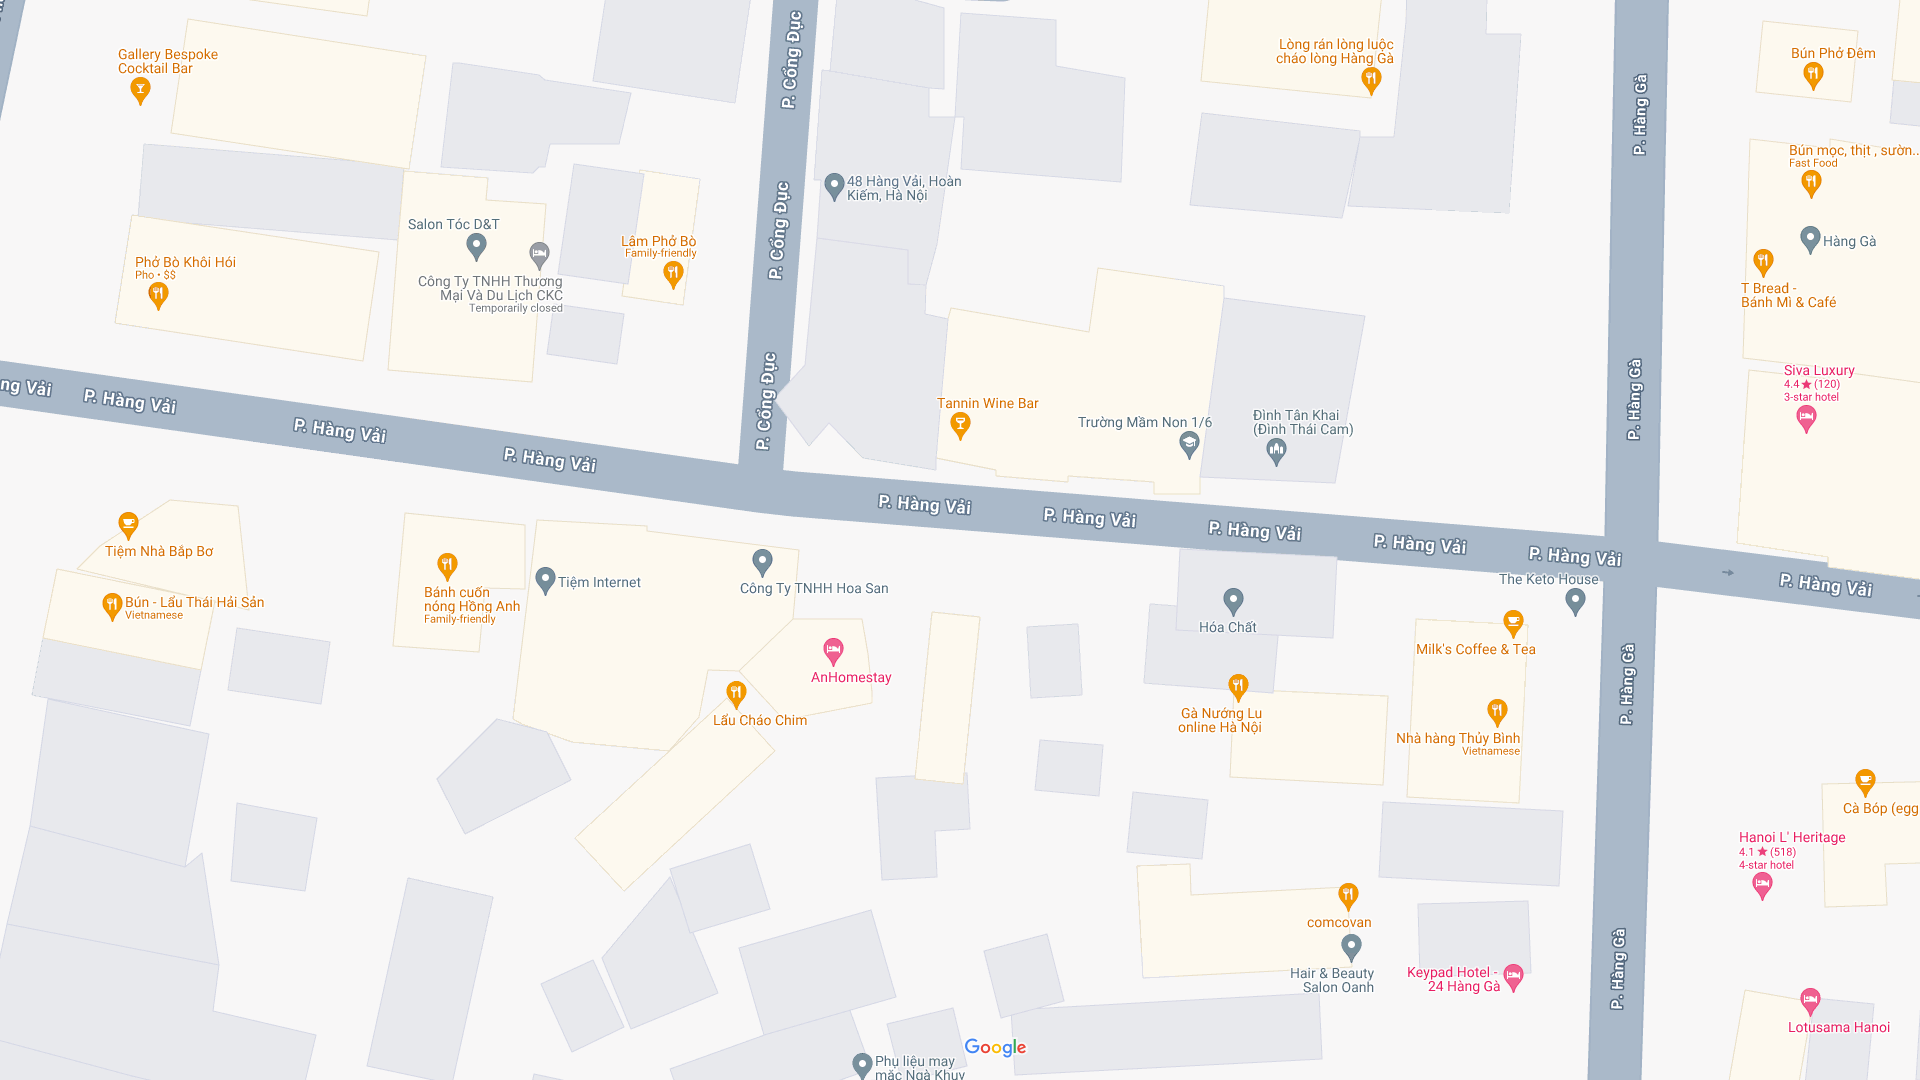 Gallery Bespoke
Cocktail Bar
P. Cổng Đục
Lòng rán lòng luộc
cháo lòng Hàng Gà
P. Hàng Gà
Bún Phở Đêm
Bún mọc, thịt , sườn...
Fast Food
48 Hàng Vải, Hoàn
Kiếm, Hà Nội
P. Cổng Đục
Salon Tóc D&T
Lâm Phở Bò
Family-friendly
Hàng Gà
Phở Bò Khôi Hói
Pho • $$
Công Ty TNHH Thương
Mại Và Du Lịch CKC
Temporarily closed
T Bread -
Bánh Mì & Café
ng Vải
P. Hàng Vải
P. Hàng Vải
P. Hàng Vải
P. Cổng Đục
Tannin Wine Bar
Trường Mầm Non 1/6
Đình Tân Khai
(Đình Thái Cam)
P. Hàng Gà
Siva Luxury
4.4★ (120)
3-star hotel
P. Hàng Vải
P. Hàng Vải
P. Hàng Vải
P. Hàng Vải
P. Hàng Vải
P. Hàng Vải
Tiệm Nhà Bắp Bơ
Bún - Lẩu Thái Hải Sản
Vietnamese
Bánh cuốn
nóng Hồng Anh
Family-friendly
Tiệm Internet
Công Ty TNHH Hoa San
The Keto House
Hóa Chất
Milk's Coffee & Tea
AnHomestay
Lẩu Cháo Chim
Gà Nướng Lu
online Hà Nội
Nhà hàng Thủy Bình
Vietnamese
P. Hàng Gà
Cà Bóp (egg
Hanoi L' Heritage
4.1 ★ (518)
4-star hotel
comcovan
Hair & Beauty
Salon Oanh
Keypad Hotel -
24 Hàng Gà
P. Hàng Gà
Lotusama Hanoi
Google
Phụ liệu may
mặc Ngà Khuy